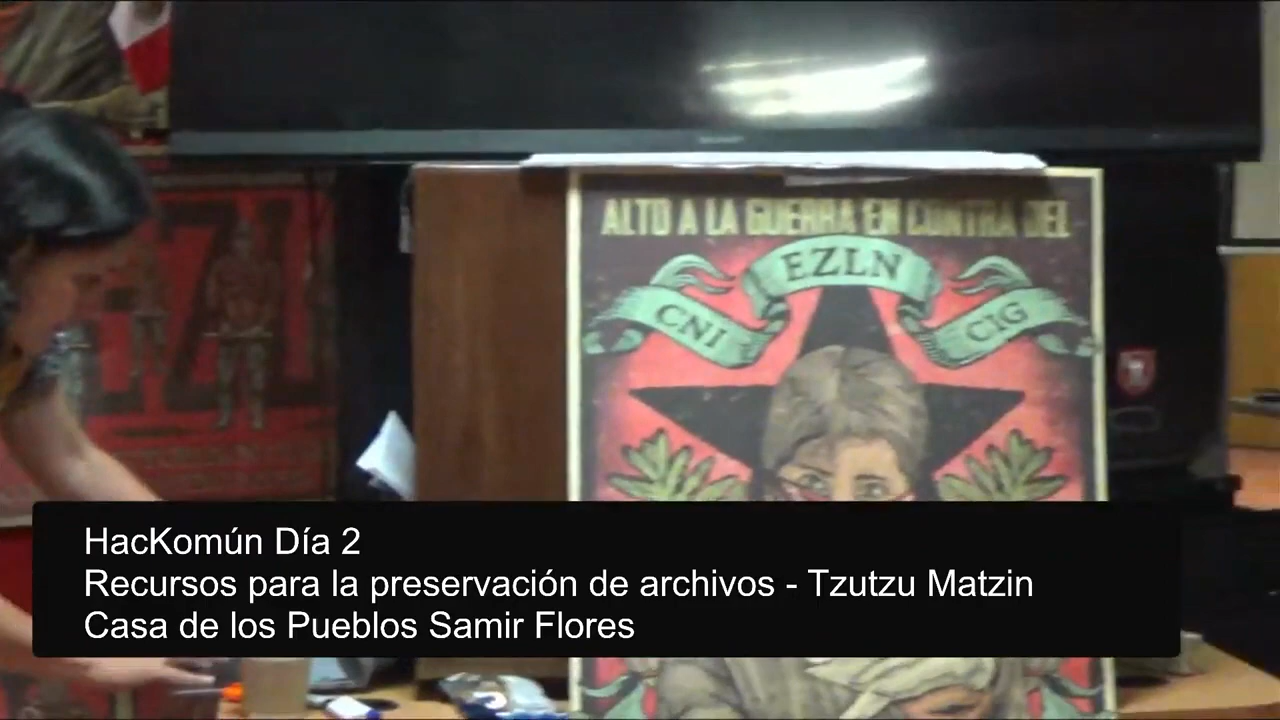 ALTO A LA GUERRA EN CONTRA DEL
EZLN
CNI
CIG
HacKomún Día 2
Recursos para la preservación de archivos - Tzutzu Matzin
Casa de los Pueblos Samir Flores